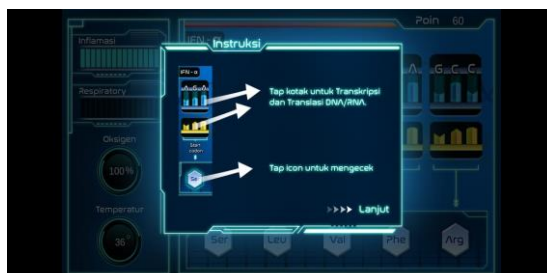 Poin 60
Inflamasi
IFN - α
Instruksi
IFN - α
Tap kotak untuk Transkripsi
dan Translasi DNA/RNA.
Start
codon
Tap icon untuk mengecek
Lanjut
Respiratory
Oksigen
100%
Temperatur
36°
A G C C
Ser Leu Val Phe Arg